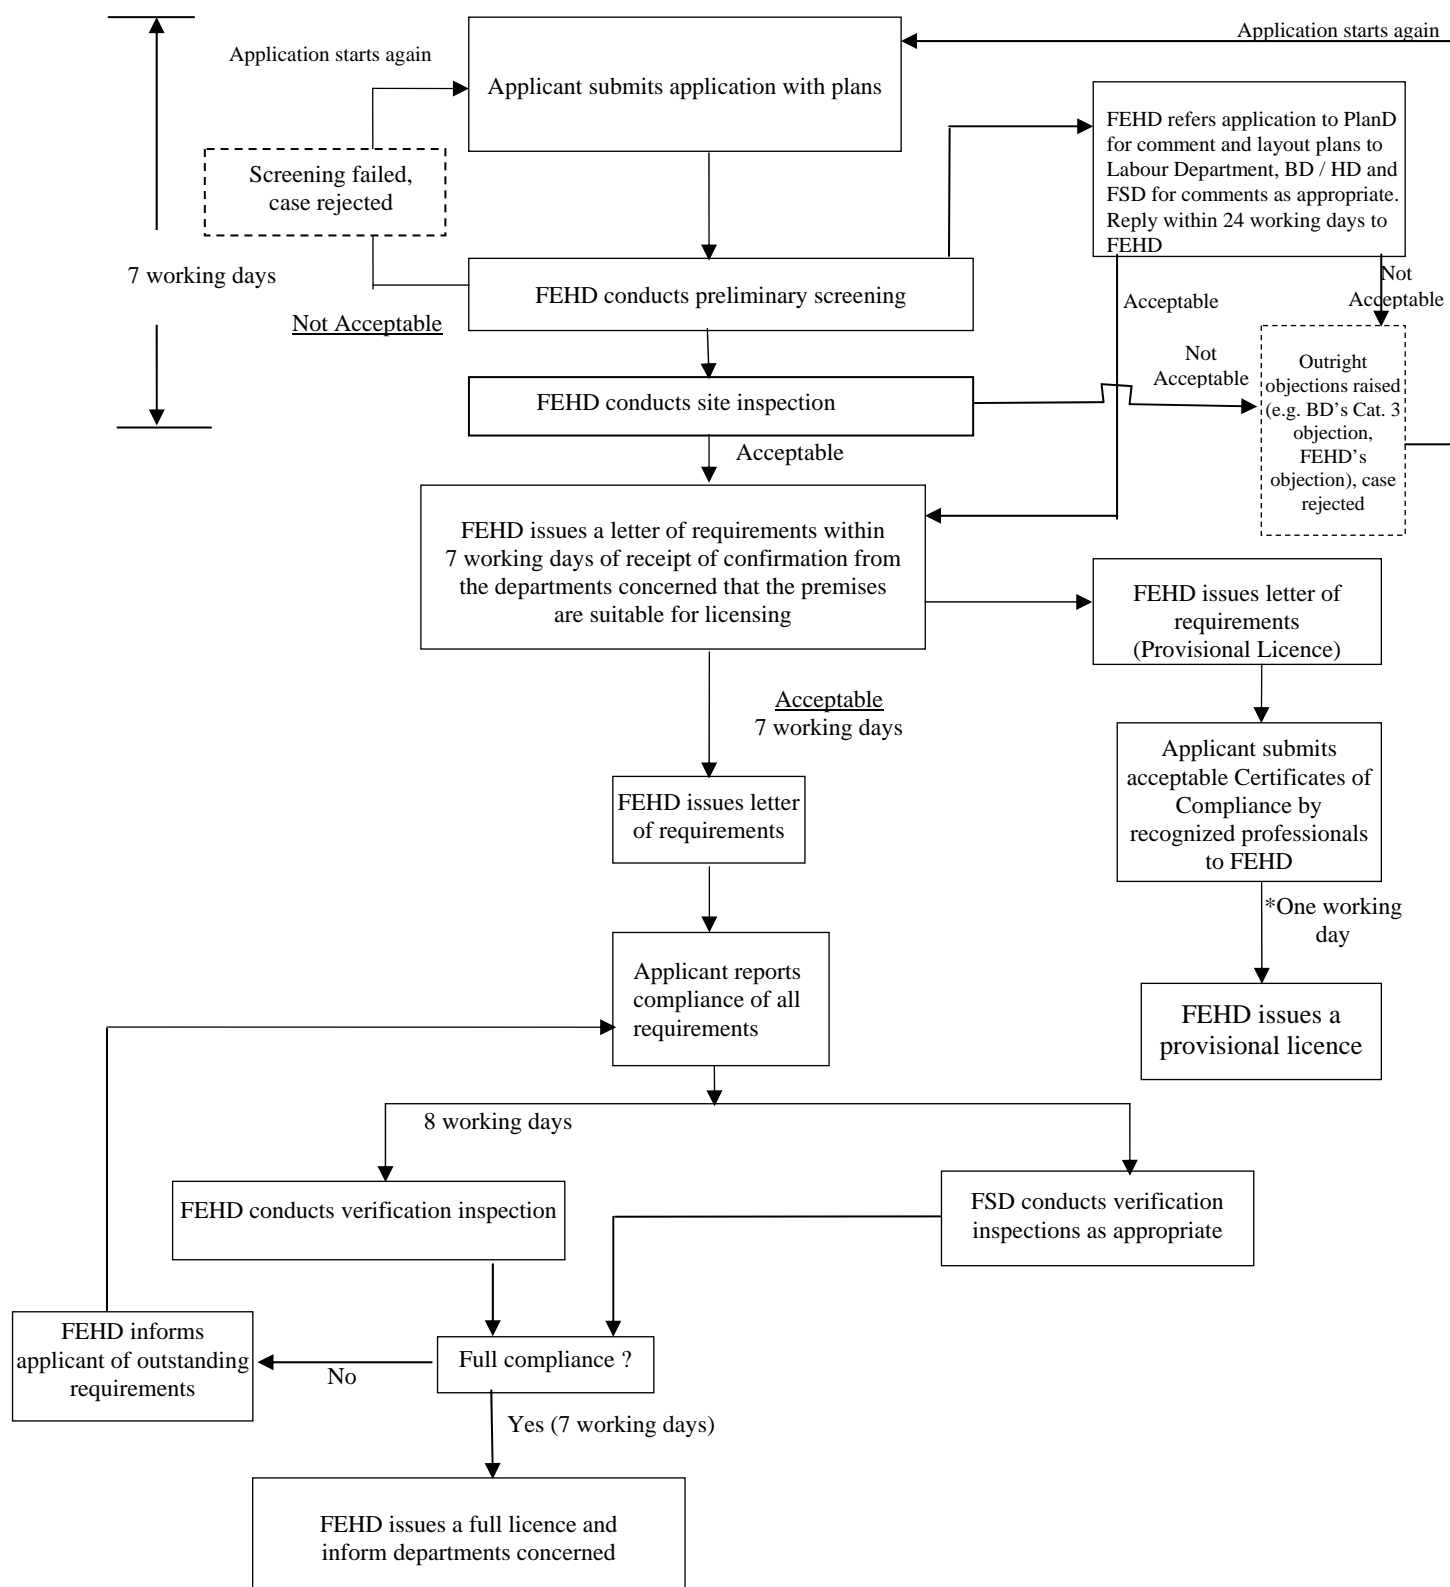 Application starts again
Application starts again
Applicant submits application with plans
FEHD refers application to PlanD
for comment and layout plans to
Labour Department, BD / HD and
FSD for comments as appropriate.
Reply within 24 working days to
FEHD
Screening failed,
case rejected
7 working days
FEHD conducts preliminary screening
Not Acceptable
Acceptable
Not
Acceptable
FEHD conducts site inspection
Not
Acceptable
Outright
objections raised
(e.g. BD’s Cat. 3
objection,
FEHD’s
objection), case
rejected
Acceptable
FEHD issues a letter of requirements within
7 working days of receipt of confirmation from
the departments concerned that the premises
are suitable for licensing
FEHD issues letter of
requirements
(Provisional Licence)
Acceptable
7 working days
Applicant submits
acceptable Certificates of
Compliance by
recognized professionals
to FEHD
FEHD issues letter
of requirements
*One working
day
Applicant reports
compliance of all
requirements
FEHD issues a
provisional licence
8 working days
FEHD conducts verification inspection
FSD conducts verification
inspections as appropriate
FEHD informs
applicant of outstanding
requirements
No
Full compliance ?
Yes (7 working days)
FEHD issues a full licence and
inform departments concerned